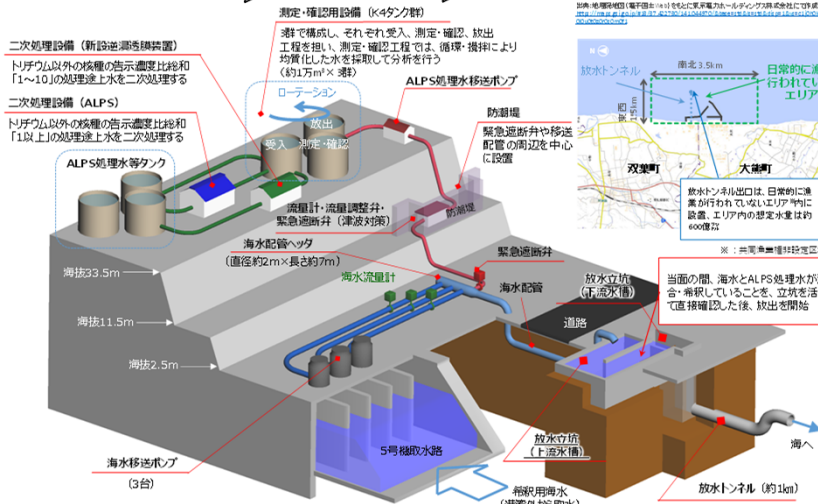 測定・確認用設備（K4タンク群）
3群で構成し、それぞれ受入、測定・確認、放出
工程を担い、測定・確認工程では、循環・攪拌により
均質化した水を採取して分析を行う
（約1万m³× 3群）
二次処理設備（新設逆浸透膜装置）
トリチウム以外の核種の告示濃度比総和
「1～10」の処理途上水を二次処理する
二次処理設備（ALPS）
トリチウム以外の核種の告示濃度比総和
「1以上」の処理途上水を二次処理する
ALPS処理水等タンク
ローテーション
受入
測定・確認
放出
ALPS処理水移送ポンプ
防潮堤
緊急遮断弁や移送
配管の周辺を中心
に設置
防潮堤
流量計・流量調整弁・
緊急遮断弁（津波対策）
海水配管ヘッダ
（直径約2m×長さ約7m）
海水流量計
緊急遮断弁
海水配管
放水立坑
（下流水槽）
道路
海抜33.5m
海抜11.5m
海抜2.5m
海水移送ポンプ
（3台）
5号機取水路
希釈用海水
放水立坑
（上流水槽）
放水トンネル（約1km）
海へ
当面の間、海水とALPS処理水が
合・希釈していることを、立坑を活
て直接確認した後、放出を開始
N
放水トンネル
南北3.5km
東西
1.5km
日常的に
行われてい
エリア
双葉町
大熊町
放水トンネル出口は、日常的に漁
業が行われていないエリア※内に
設置、エリア内の想定水量は約
600億ℓ
※：共同漁業権非設定区